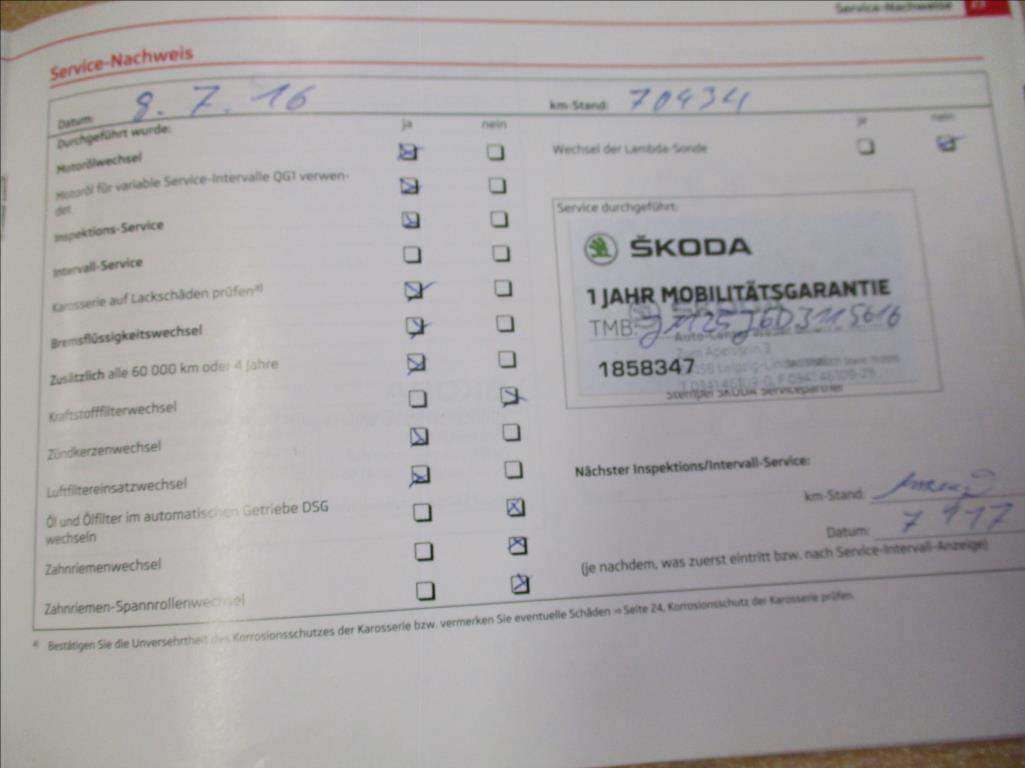 Service-Nachweise 23
Service-Nachweis
Datum: 8. 7. 16 km-Stand: 70434
Durchgeführt wurde: ja nein ja nein
Motorölwechsel
Wechsel der Lambda-Sonde
Motoröl für variable Service-Intervalle QG1 verwen-
det
Inspektions-Service
Intervall-Service
Karosserie auf Lackschäden prüfen a)
Bremsflüssigkeitswechsel
Zusätzlich alle 60 000 km oder 4 Jahre
Kraftstofffilterwechsel
Zündkerzenwechsel
Luftfiltereinsatzwechsel
Öl und Ölfilter im automatischen Getriebe DSG
wechseln
Zahnriemenwechsel
Zahnriemen-Spannrollenwechsel
Service durchgeführt:
ŠKODA
1 JAHR MOBILITÄTSGARANTIE
TMB:
1858347
Stempel ŠKODA Servicepartner
Nächster Inspektions/Intervall-Service:
km-Stand:
Datum: 7 17
(je nachdem, was zuerst eintritt bzw. nach Service-Intervall-Anzeige)
a) Bestätigen Sie die Unversehrtheit des Korrosionsschutzes der Karosserie bzw. vermerken Sie eventuelle Schäden ⇒ Seite 24, Korrosionsschutz der Karosserie prüfen.